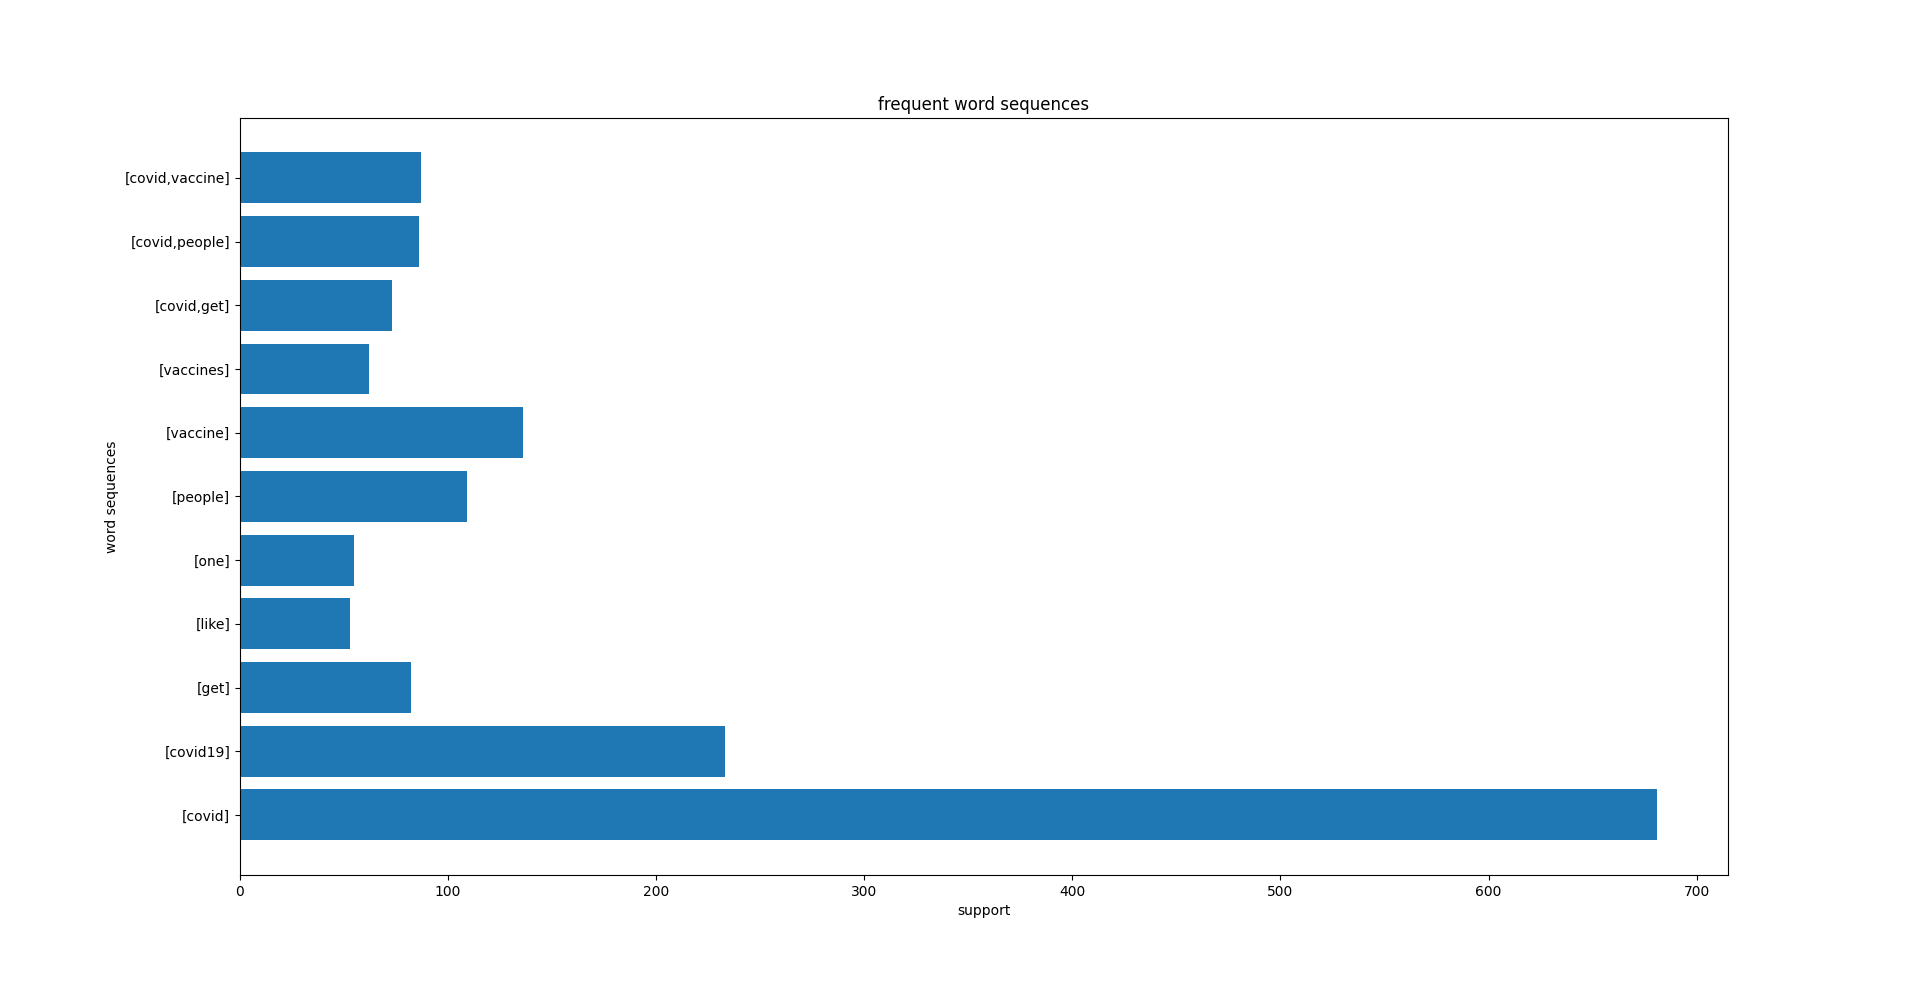 frequent word sequences
[covid,vaccine]
[covid,people]
[covid,get]
[vaccines]
[vaccine]
[people]
[one]
[like]
[get]
[covid19]
[covid]
word sequences
0 100 200 300 400 500 600 700
support